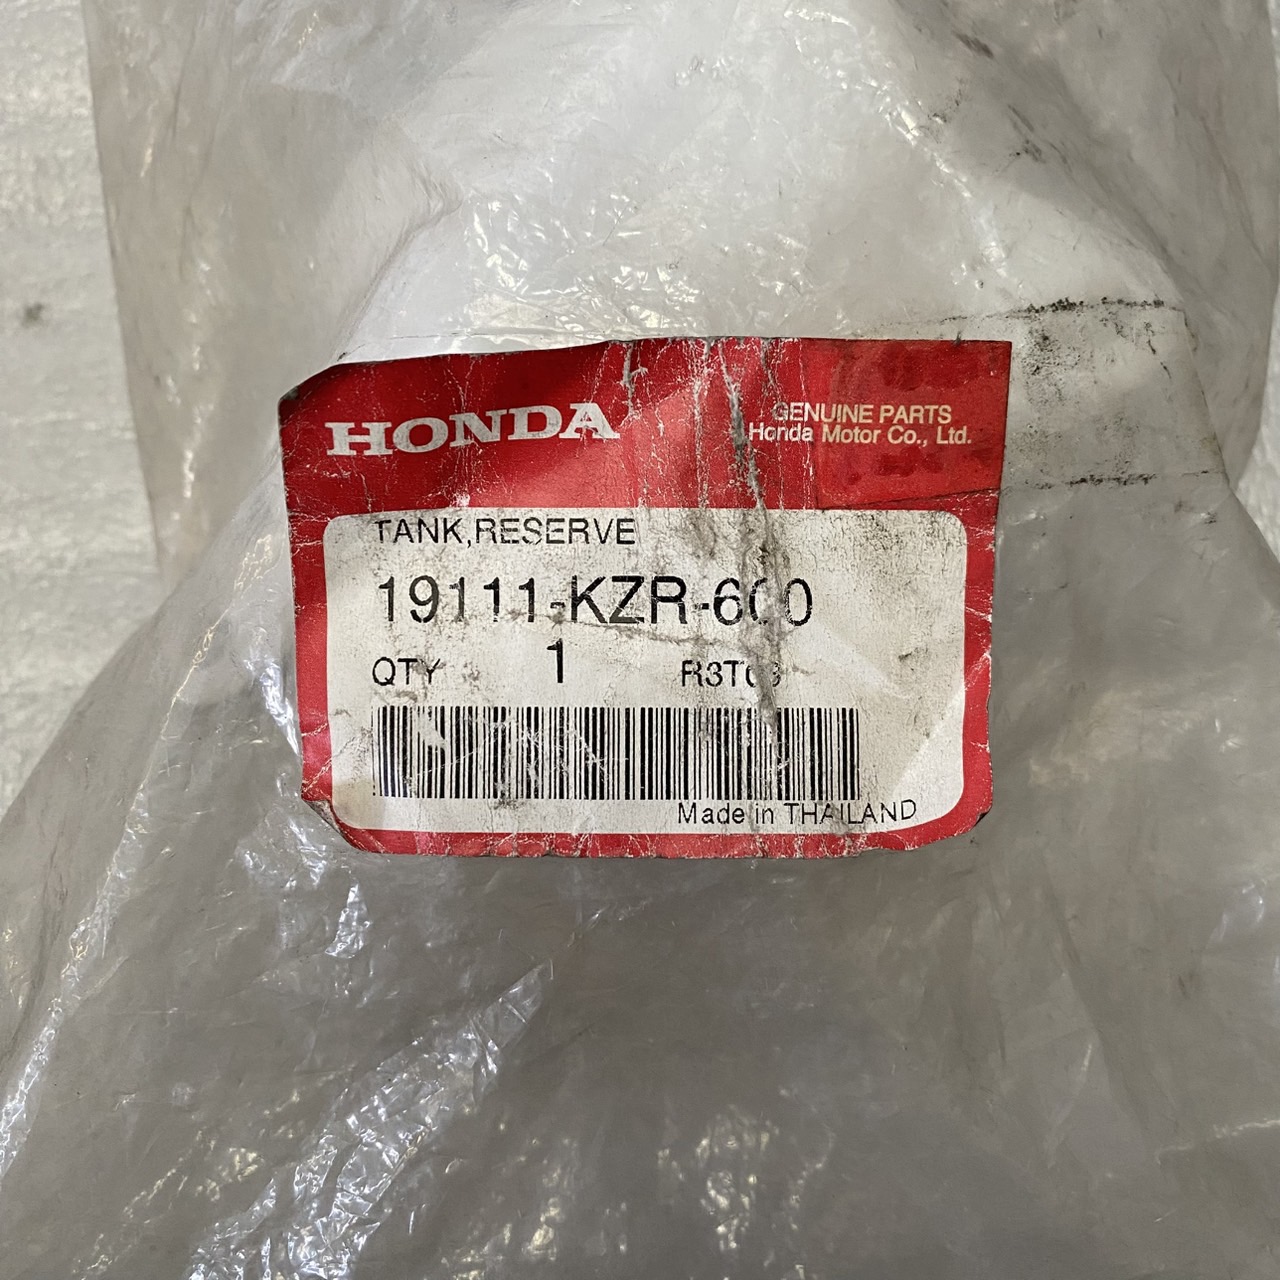 HONDA
GENUINE PARTS
Honda Motor Co., Ltd.
TANK,RESERVE
19111-KZR-600
QTY 1
Made in THAILAND